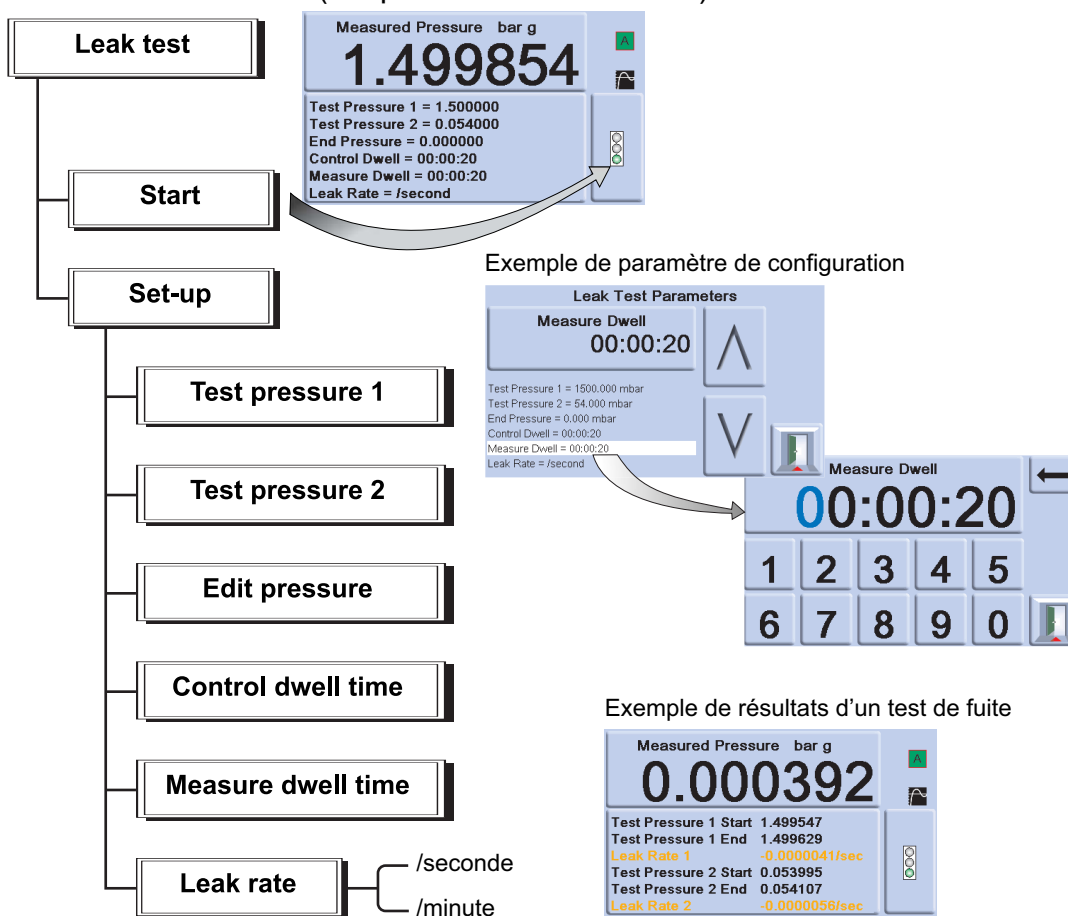 Leak test
Measured Pressure bar g
1.499854
A
Test Pressure 1 = 1.500000
Test Pressure 2 = 0.054000
End Pressure = 0.000000
Control Dwell = 00:00:20
Measure Dwell = 00:00:20
Leak Rate = /second
Start
Set-up
Exemple de paramètre de configuration
Leak Test Parameters
Measure Dwell
00:00:20
Test Pressure 1 = 1500.000 mbar
Test Pressure 2 = 54.000 mbar
End Pressure = 0.000 mbar
Control Dwell = 00:00:20
Measure Dwell = 00:00:20
Leak Rate = /second
Measure Dwell
00:00:20
1 2 3 4 5
6 7 8 9 0
Test pressure 1
Test pressure 2
Edit pressure
Control dwell time
Measure dwell time
Leak rate
/seconde
/minute
Exemple de résultats d'un test de fuite
Measured Pressure bar g
0.000392
A
Test Pressure 1 Start 1.499547
Test Pressure 1 End 1.499629
Leak Rate 1 -0.0000041/sec
Test Pressure 2 Start 0.053995
Test Pressure 2 End 0.054107
Leak Rate 2 -0.0000056/sec